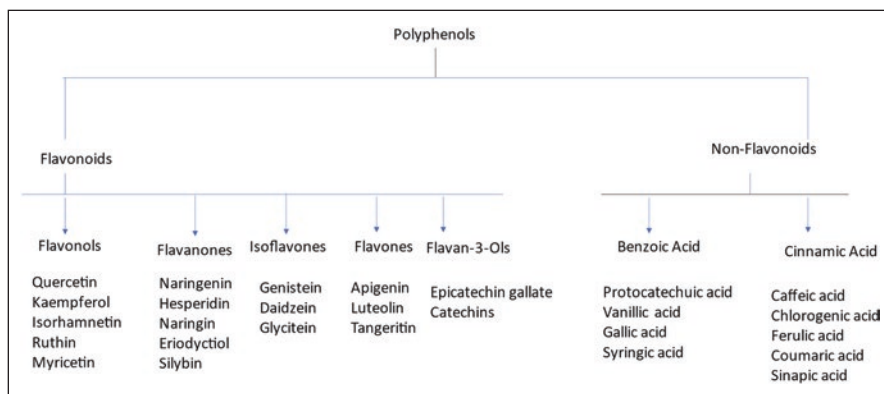 Polyphenols
Flavonoids
Non-Flavonoids
Flavonols
Quercetin
Kaempferol
Isorhamnetin
Ruthin
Myricetin
Flavanones
Naringenin
Hesperidin
Naringin
Eriodyctiol
Silybin
Isoflavones
Genistein
Daidzein
Glycitein
Flavones
Apigenin
Luteolin
Tangeritin
Flavan-3-Ols
Epicatechin gallate
Catechins
Benzoic Acid
Protocatechuic acid
Vanillic acid
Gallic acid
Syringic acid
Cinnamic Acid
Caffeic acid
Chlorogenic acid
Ferulic acid
Coumaric acid
Sinapic acid